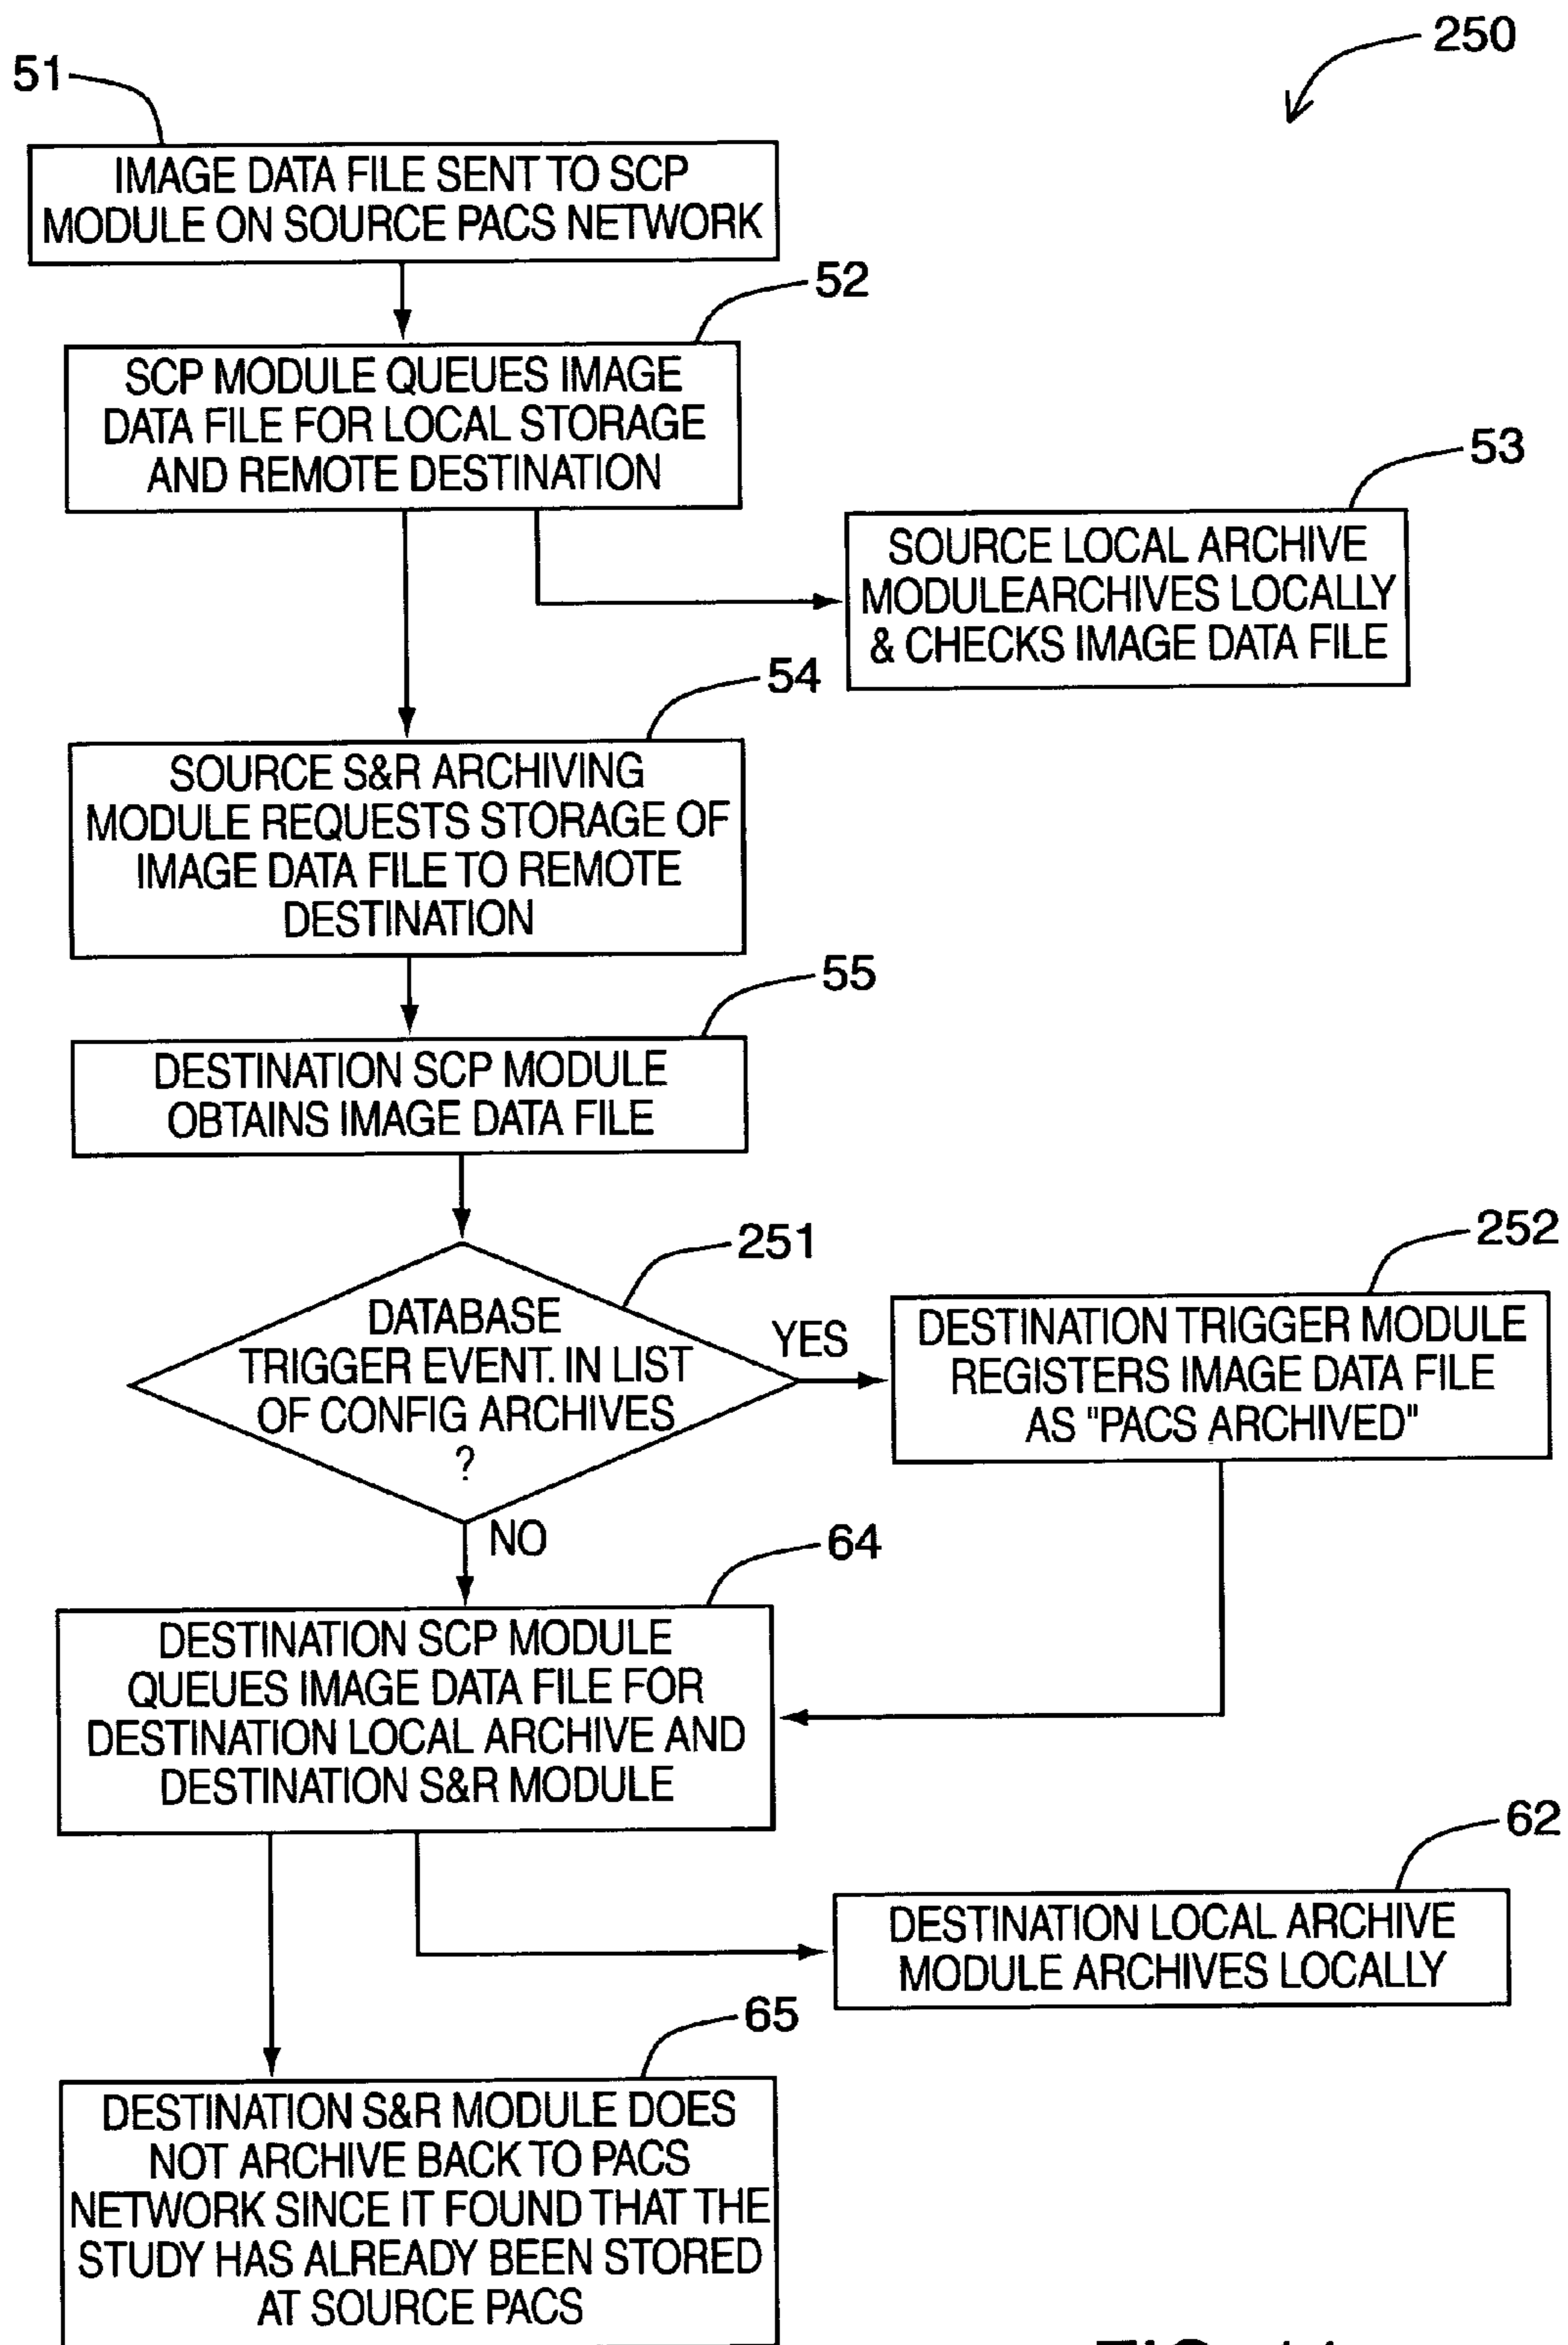 250
51
IMAGE DATA FILE SENT TO SCP
MODULE ON SOURCE PACS NETWORK
52
SCP MODULE QUEUES IMAGE
DATA FILE FOR LOCAL STORAGE
AND REMOTE DESTINATION
53
SOURCE LOCAL ARCHIVE
MODULEARCHIVES LOCALLY
& CHECKS IMAGE DATA FILE
54
SOURCE S&R ARCHIVING
MODULE REQUESTS STORAGE OF
IMAGE DATA FILE TO REMOTE
DESTINATION
55
DESTINATION SCP MODULE
OBTAINS IMAGE DATA FILE
251
DATABASE
TRIGGER EVENT. IN LIST
OF CONFIG ARCHIVES
?
YES
252
DESTINATION TRIGGER MODULE
REGISTERS IMAGE DATA FILE
AS "PACS ARCHIVED"
NO
64
DESTINATION SCP MODULE
QUEUES IMAGE DATA FILE FOR
DESTINATION LOCAL ARCHIVE AND
DESTINATION S&R MODULE
62
DESTINATION LOCAL ARCHIVE
MODULE ARCHIVES LOCALLY
65
DESTINATION S&R MODULE DOES
NOT ARCHIVE BACK TO PACS
NETWORK SINCE IT FOUND THAT THE
STUDY HAS ALREADY BEEN STORED
AT SOURCE PACS